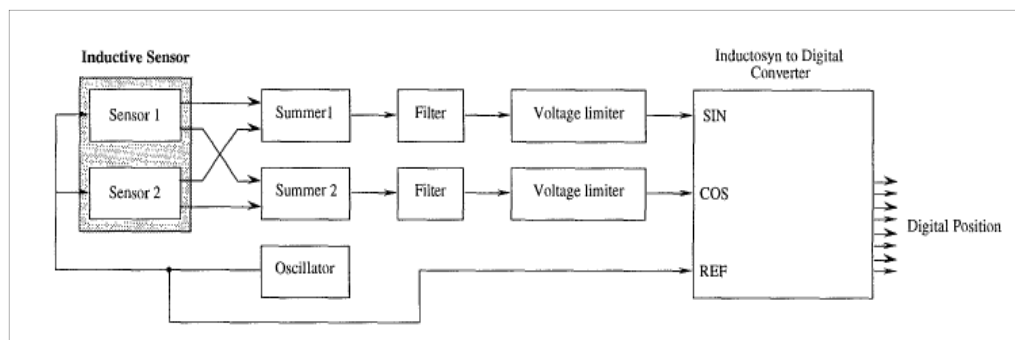 Inductive Sensor
Inductosyn to Digital
Converter
Sensor 1
Summer1
Filter
Voltage limiter
SIN
Sensor 2
Summer 2
Filter
Voltage limiter
COS
Digital Position
Oscillator
REF